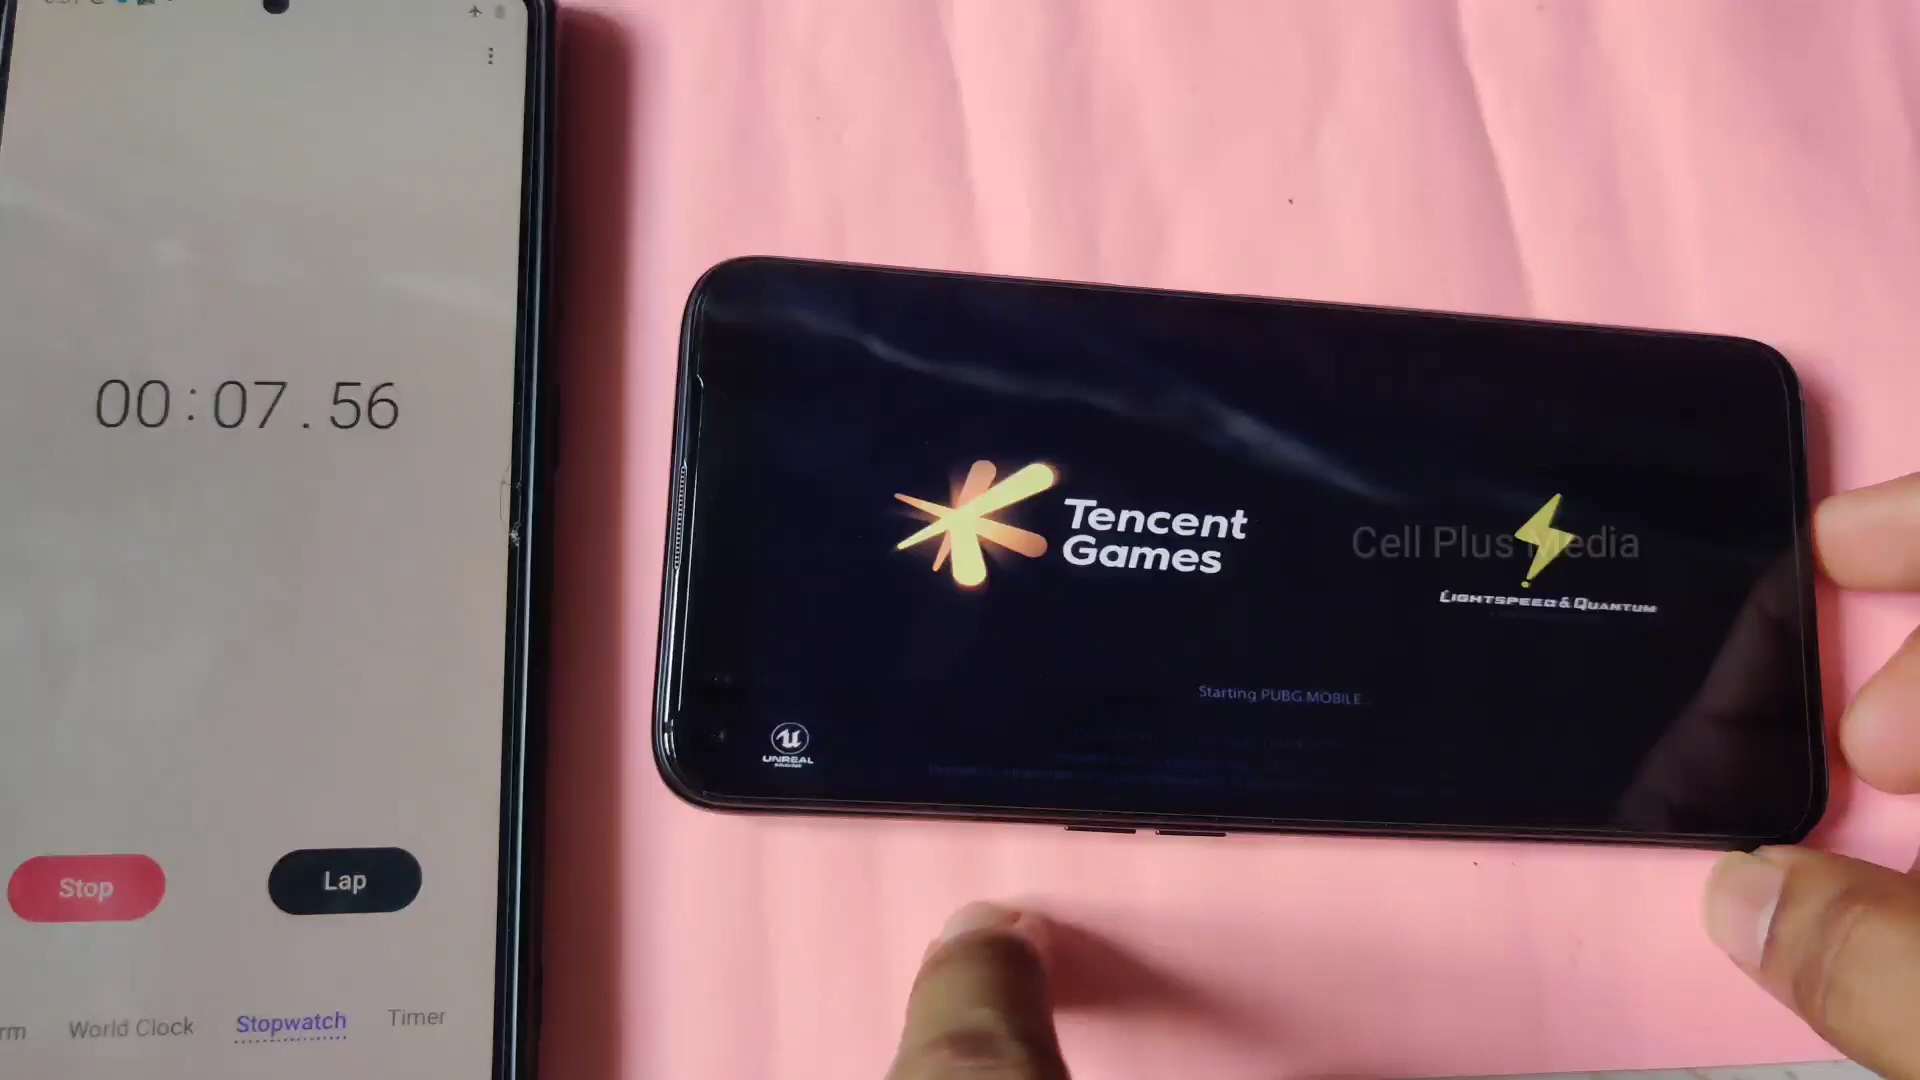 00:07.56
Stop
Lap
rm
World Clock
Stopwatch
Timer
Tencent
Games
Cell Plus Media
LIGHTSPEED & QUANTUM
Starting PUBG MOBILE...
UNREAL